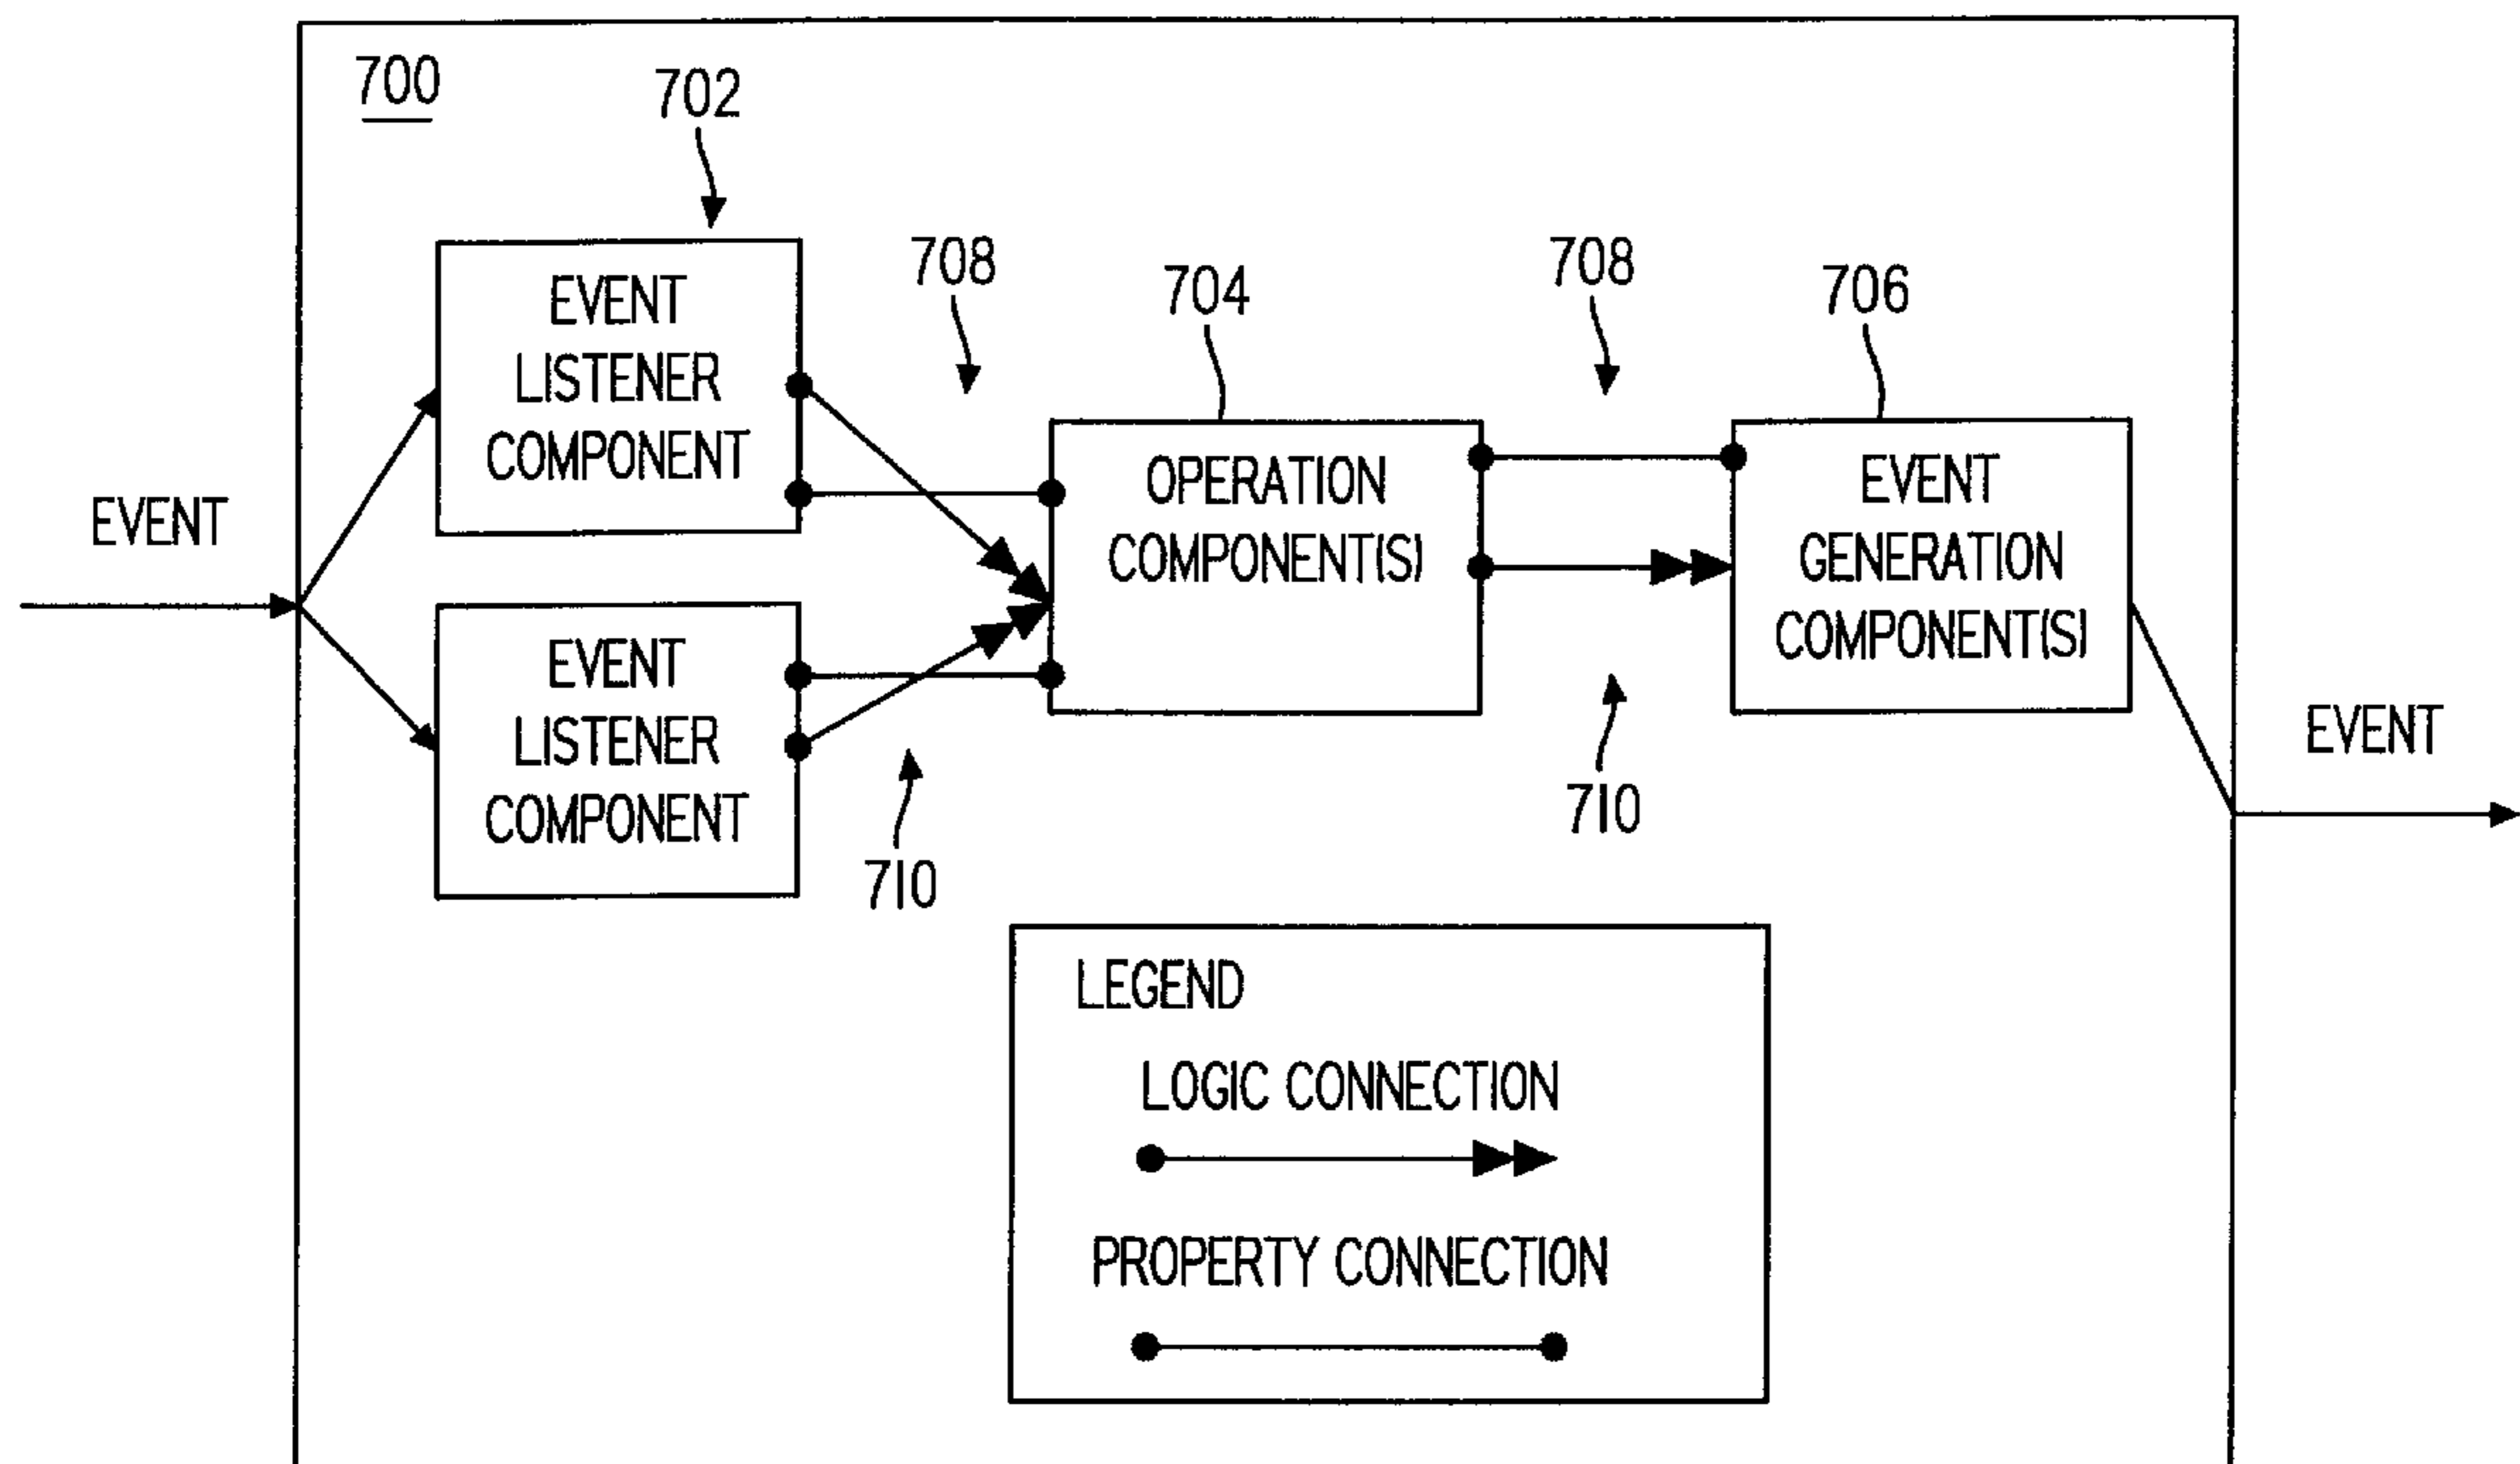 700
702
708
704
708
706
EVENT
LISTENER
COMPONENT
OPERATION
COMPONENT(S)
EVENT
GENERATION
COMPONENT(S)
EVENT
EVENT
LISTENER
COMPONENT
710
710
EVENT
LEGEND
LOGIC CONNECTION
PROPERTY CONNECTION